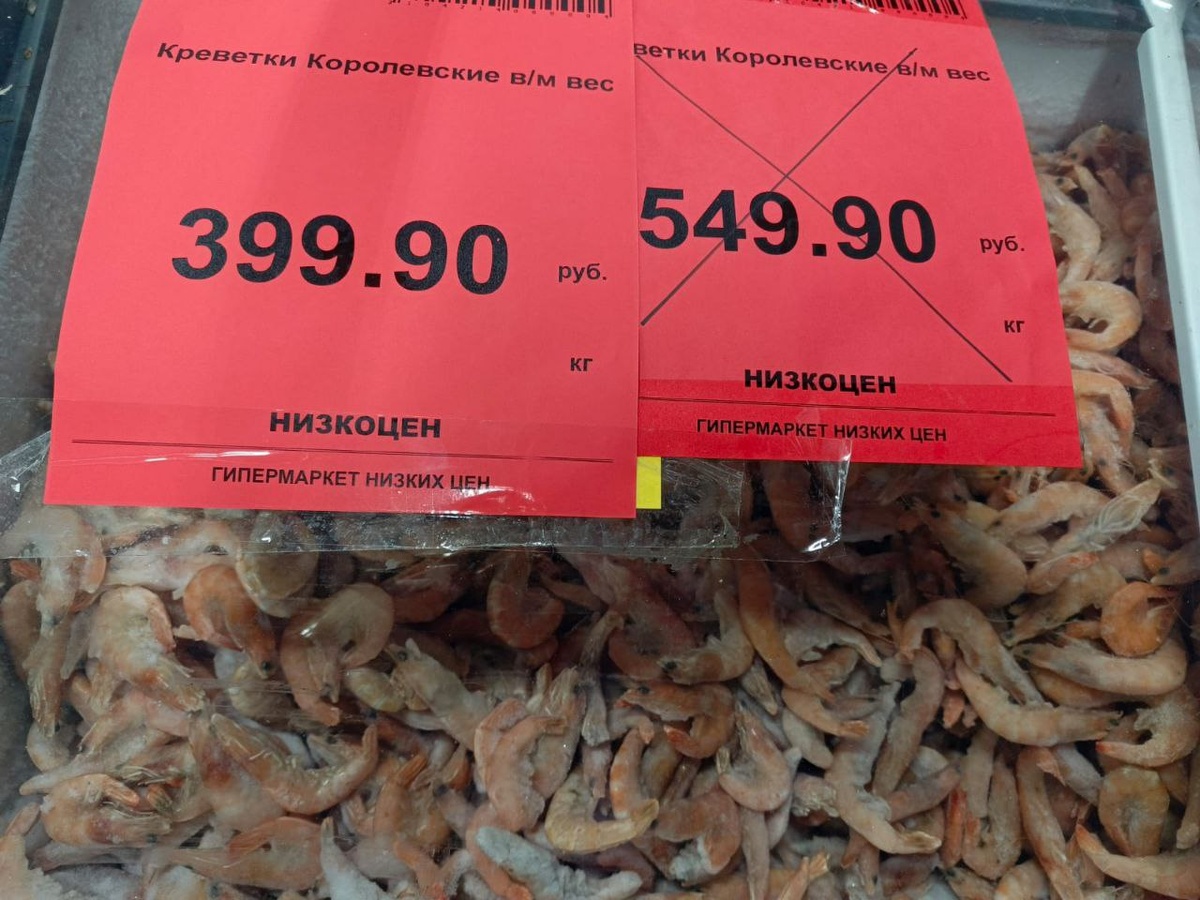 Креветки Королевские в/м вес
399.90 руб.
кг
НИЗКОЦЕН
ГИПЕРМАРКЕТ НИЗКИХ ЦЕН
ветки Королевские в/м вес
549.90 руб.
кг
НИЗКОЦЕН
ГИПЕРМАРКЕТ НИЗКИХ ЦЕН